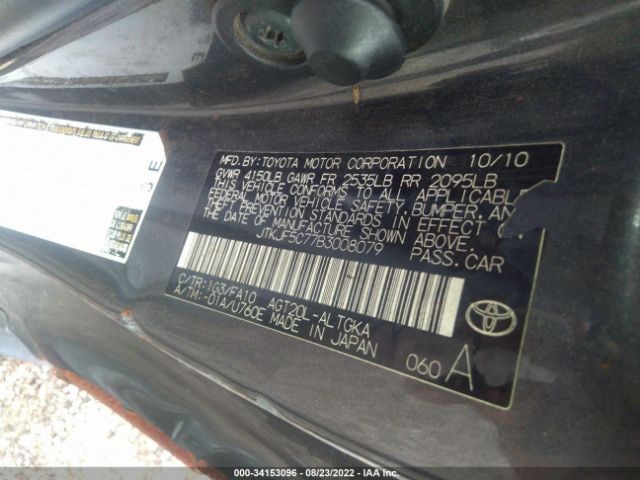 MFD. BY: TOYOTA MOTOR CORPORATION 10/10
GVWR 4150LB GAWR FR 2535LB RR 2095LB
THIS VEHICLE CONFORMS TO ALL APPLICABLE
FEDERAL MOTOR VEHICLE SAFETY, BUMPER, AN
THEFT PREVENTION STANDARDS IN EFFECT O
THE DATE OF MANUFACTURE SHOWN ABOVE.
JTKJF5C77B3008079 PASS.CAR
C/TR: 1G3/FA10 AGT20L-ALTGKA
A/TM: -01A/U760E MADE IN JAPAN
060 A
000-34153096 - 08/23/2022 - IAA Inc.